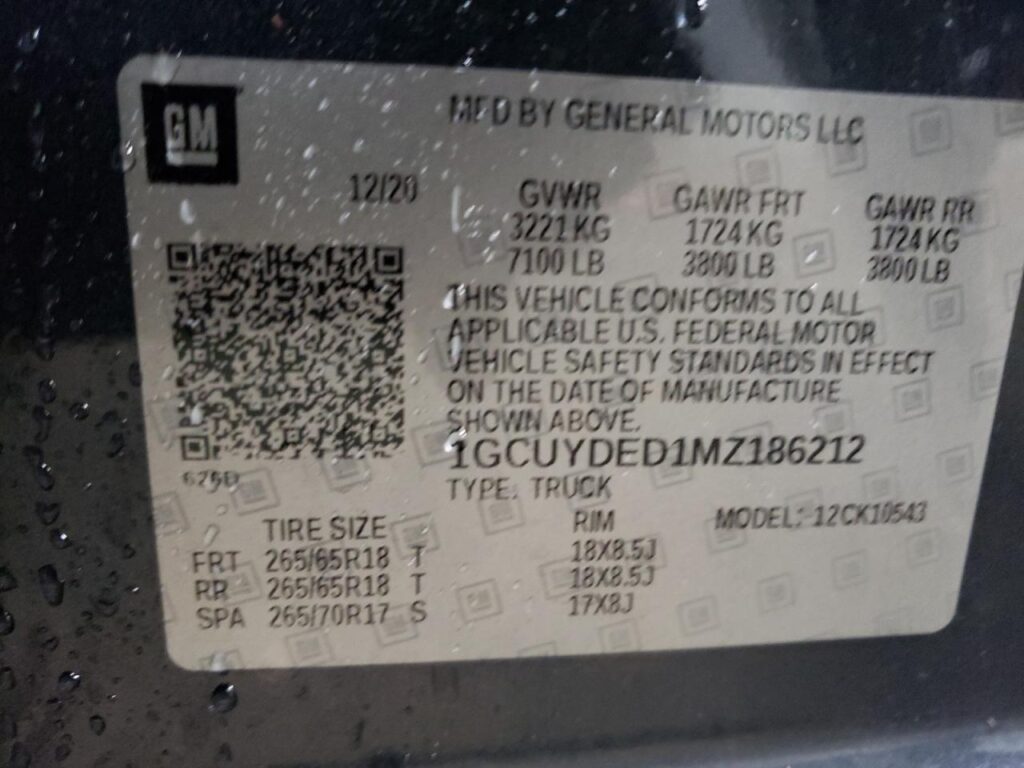 GM
MFD BY GENERAL MOTORS LLC
12/20
GVWR GAWR FRT GAWR RR
3221 KG 1724 KG 1724 KG
7100 LB 3800 LB 3800 LB
THIS VEHICLE CONFORMS TO ALL
APPLICABLE U.S. FEDERAL MOTOR
VEHICLE SAFETY STANDARDS IN EFFECT
ON THE DATE OF MANUFACTURE
SHOWN ABOVE.
1GCUYDED1MZ186212
TYPE: TRUCK
MODEL: 12CK10543
TIRE SIZE RIM
FRT 265/65R18 T 18X8.5J
RR 265/65R18 T 18X8.5J
SPA 265/70R17 S 17X8J